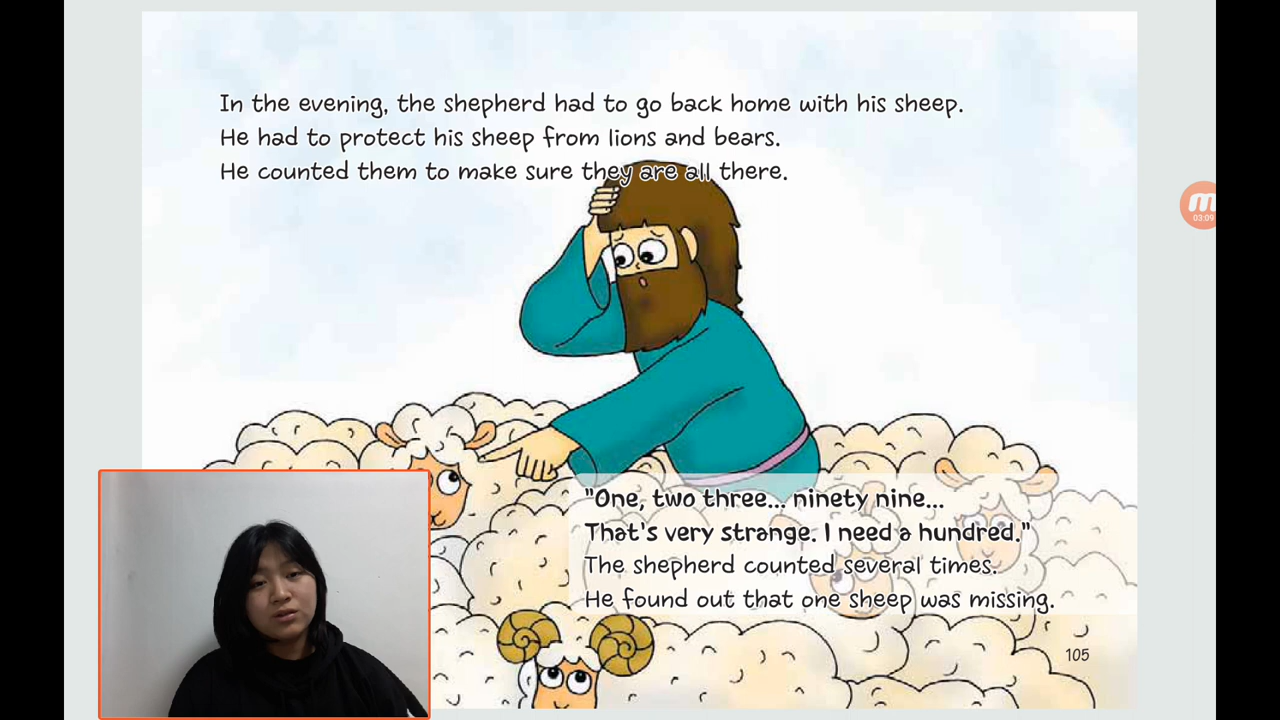 In the evening, the shepherd had to go back home with his sheep.
He had to protect his sheep from lions and bears.
He counted them to make sure they are all there.
"One, two three... ninety nine...
That's very strange. I need a hundred."
The shepherd counted several times.
He found out that one sheep was missing.
105
m
03:09